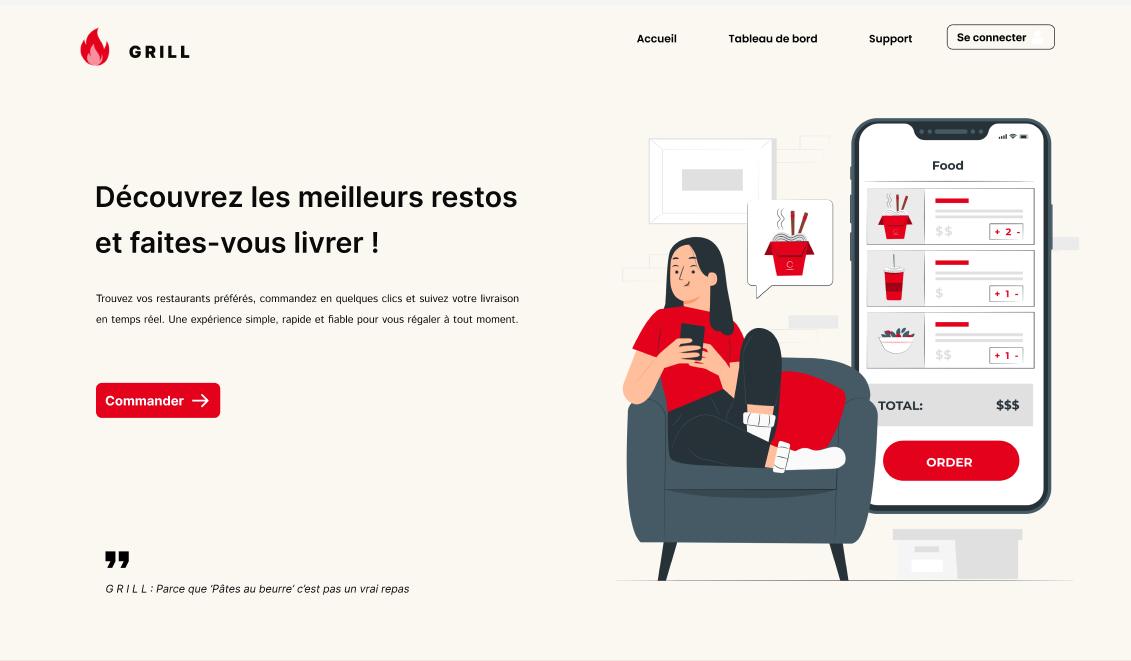 GRILL
Accueil
Tableau de bord
Support
Se connecter
Découvrez les meilleurs restos
et faites-vous livrer !
Trouvez vos restaurants préférés, commandez en quelques clics et suivez votre livraison
en temps réel. Une expérience simple, rapide et fiable pour vous régaler à tout moment.
Commander
”
G R I L L : Parce que ‘Pâtes au beurre’ c’est pas un vrai repas
C
Food
C
$$
+ 2 -
$
+ 1 -
$$
+ 1 -
TOTAL:
$$$
ORDER